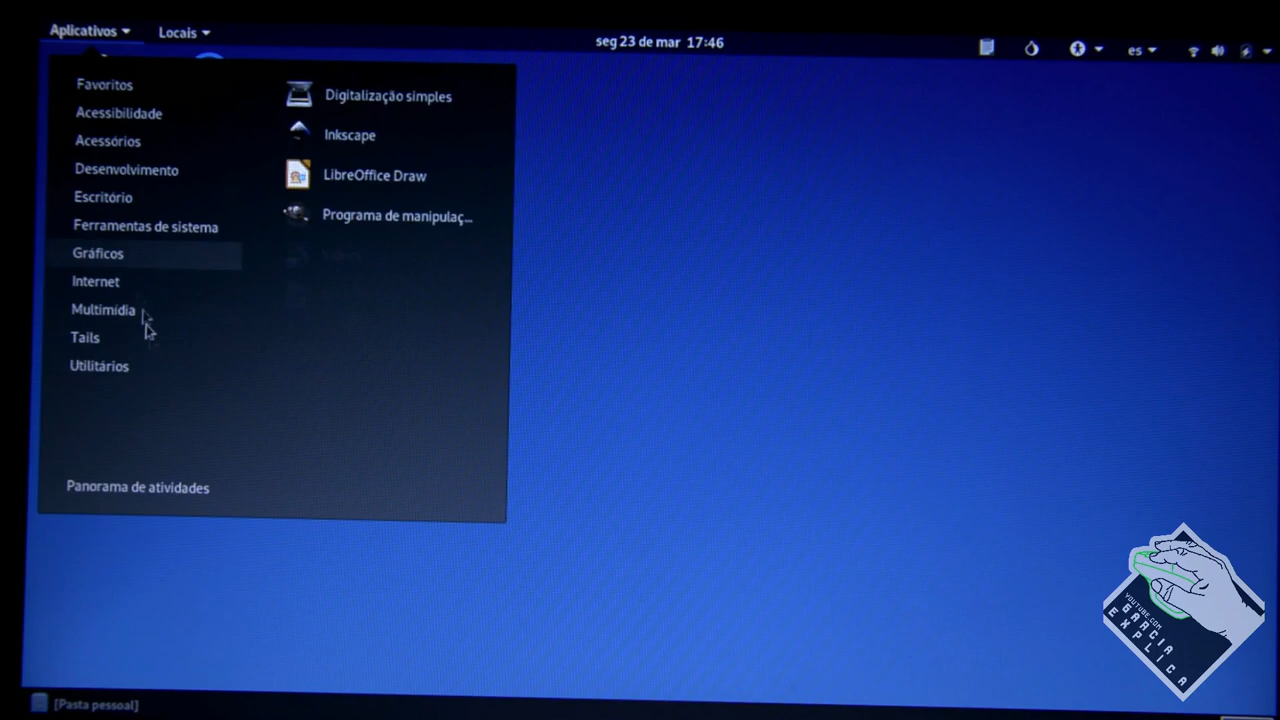 Aplicativos
Locais
seg 23 de mar 17:46
es
Favoritos
Acessibilidade
Acessórios
Desenvolvimento
Escritório
Ferramentas de sistema
Gráficos
Internet
Multimídia
Tails
Utilitários
Digitalização simples
Inkscape
LibreOffice Draw
Programa de manipulaç...
Panorama de atividades
[Pasta pessoal]
YOUTUBE.COM
GARCIA
EXPLICA